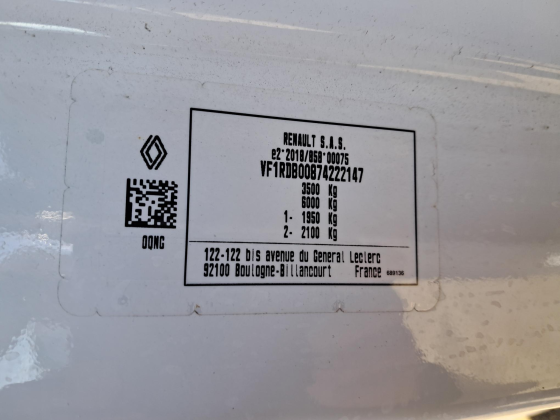 RENAULT S.A.S.
e2*2018/858*00075
VF1RDB00874222147
3500 Kg
6000 Kg
1- 1950 Kg
2- 2100 Kg
OQNG
122-122 bis avenue du General Leclerc
92100 Boulogne-Billancourt France